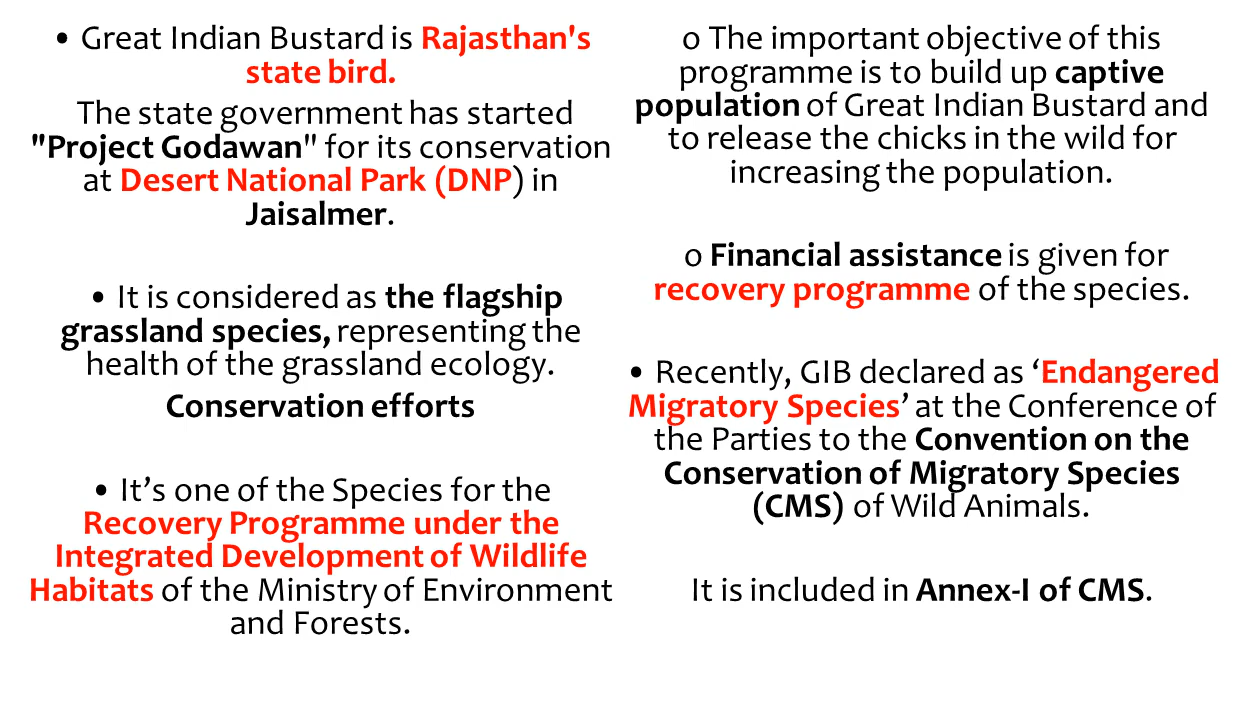 • Great Indian Bustard is Rajasthan's
state bird.
The state government has started
"Project Godawan" for its conservation
at Desert National Park (DNP) in
Jaisalmer.
• It is considered as the flagship
grassland species, representing the
health of the grassland ecology.
Conservation efforts
• It’s one of the Species for the
Recovery Programme under the
Integrated Development of Wildlife
Habitats of the Ministry of Environment
and Forests.
o The important objective of this
programme is to build up captive
population of Great Indian Bustard and
to release the chicks in the wild for
increasing the population.
o Financial assistance is given for
recovery programme of the species.
• Recently, GIB declared as ‘Endangered
Migratory Species’ at the Conference of
the Parties to the Convention on the
Conservation of Migratory Species
(CMS) of Wild Animals.
It is included in Annex-I of CMS.